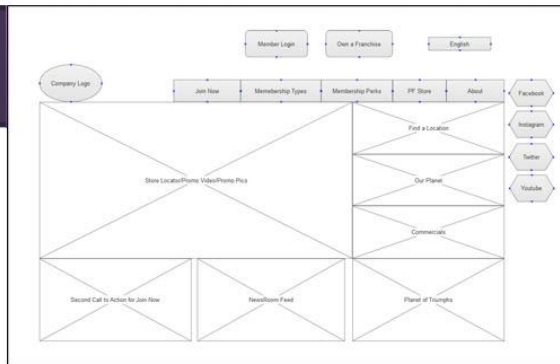 Member Login
Own a Franchise
English
Company Logo
Join Now
Memebership Types
Membership Perks
PF Store
About
Facebook
Instagram
Twitter
Youtube
Find a Location
Store Locator/Promo Video/Promo Pics
Our Planet
Commercials
Second Call to Action for Join Now
NewsRoom Feed
Planet of Triumphs